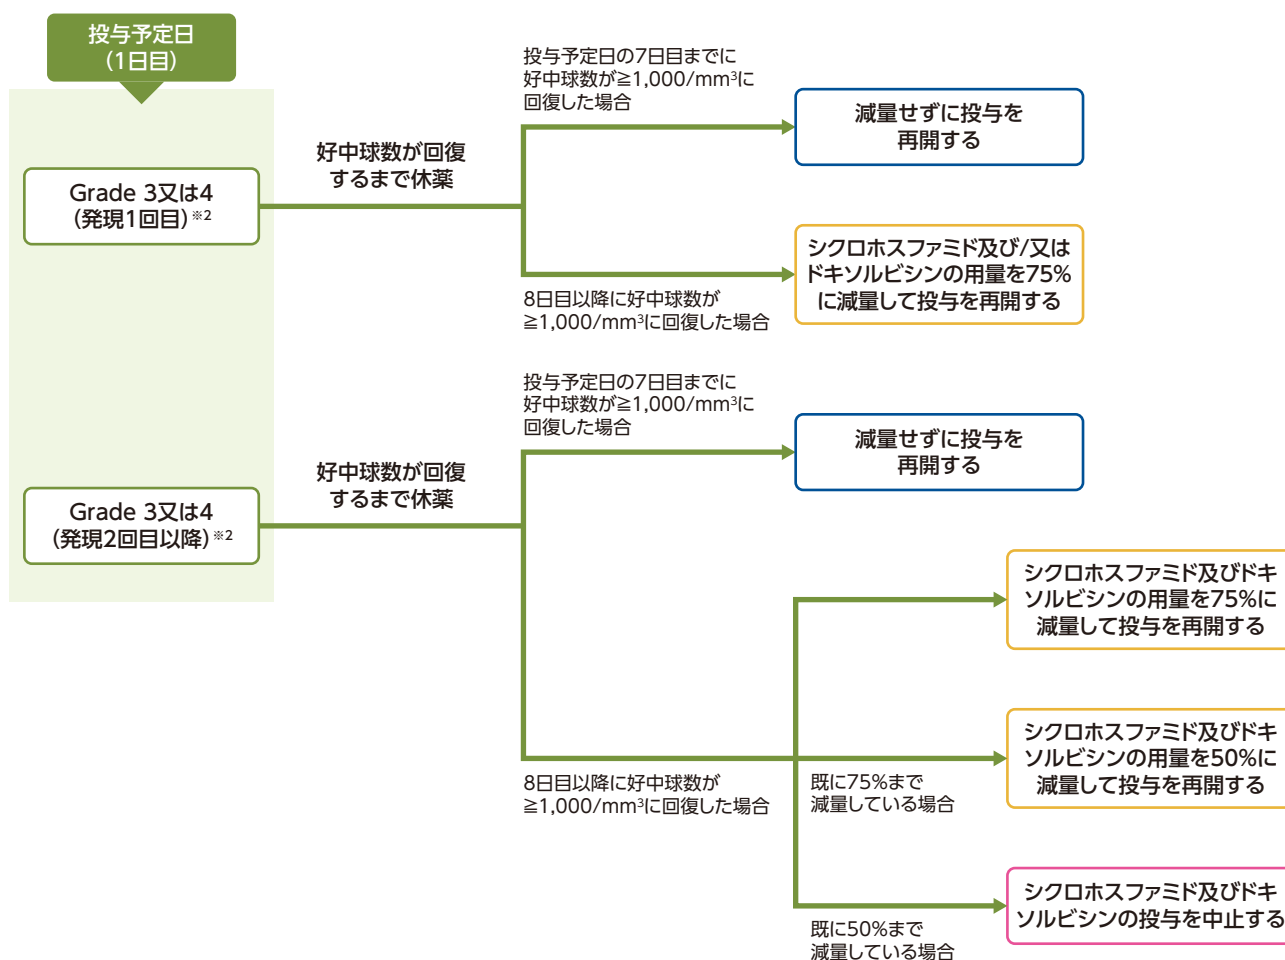 投与予定日
(1日目)
投与予定日の7日目までに
好中球数が≧1,000/mm³に
回復した場合
減量せずに投与を
再開する
好中球数が回復
するまで休薬
Grade 3又は4
(発現1回目)※2
シクロホスファミド及び/又は
ドキソルビシンの用量を75%
に減量して投与を再開する
8日目以降に好中球数が
≧1,000/mm³に回復した場合
投与予定日の7日目までに
好中球数が≧1,000/mm³に
回復した場合
減量せずに投与を
再開する
好中球数が回復
するまで休薬
Grade 3又は4
(発現2回目以降)※2
シクロホスファミド及びドキ
ソルビシンの用量を75%に
減量して投与を再開する
シクロホスファミド及びドキ
ソルビシンの用量を50%に
減量して投与を再開する
8日目以降に好中球数が
≧1,000/mm³に回復した場合
既に75%まで
減量している場合
シクロホスファミド及びドキ
ソルビシンの投与を中止する
既に50%まで
減量している場合